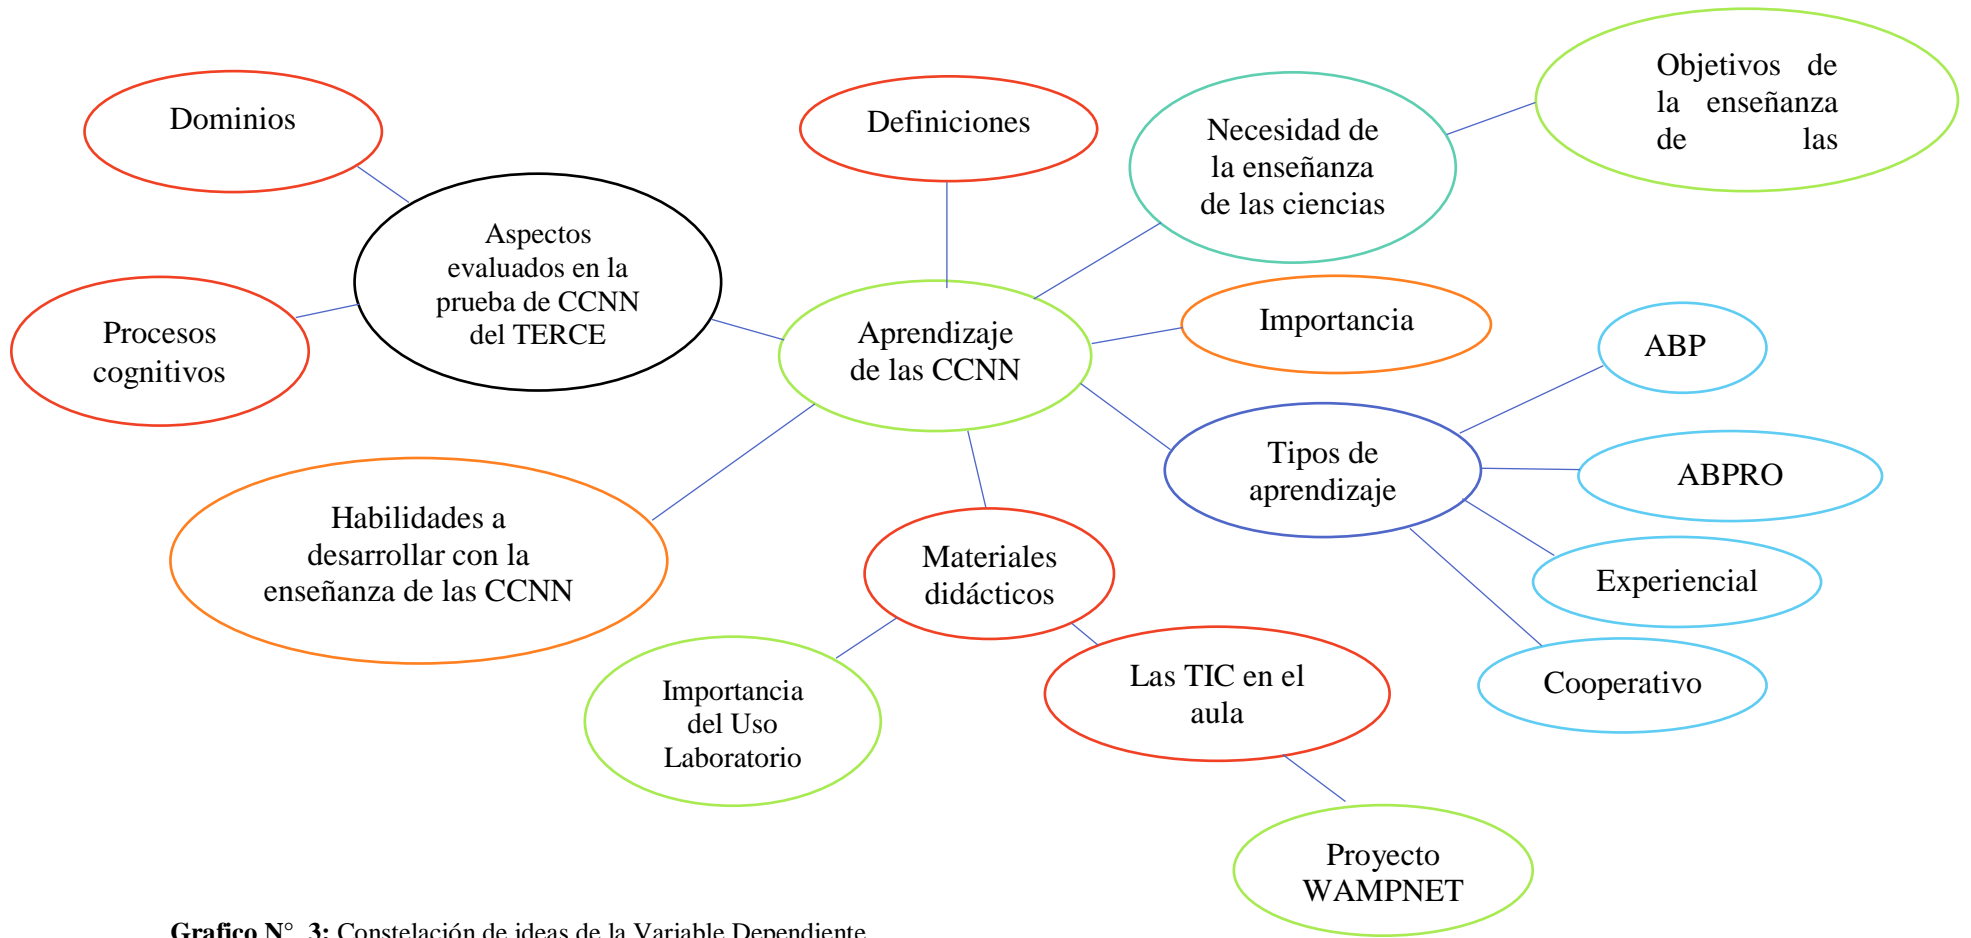 Dominios
Definiciones
Necesidad de
la enseñanza
de las ciencias
Objetivos de
la enseñanza
de las
Aspectos
evaluados en la
prueba de CCNN
del TERCE
Procesos
cognitivos
Aprendizaje
de las CCNN
Importancia
ABP
Tipos de
aprendizaje
ABPRO
Experiencial
Cooperativo
Habilidades a
desarrollar con la
enseñanza de las CCNN
Materiales
didácticos
Importancia
del Uso
Laboratorio
Las TIC en el
aula
Proyecto
WAMPNET
Grafico N° 3: Constelación de ideas de la Variable Dependiente